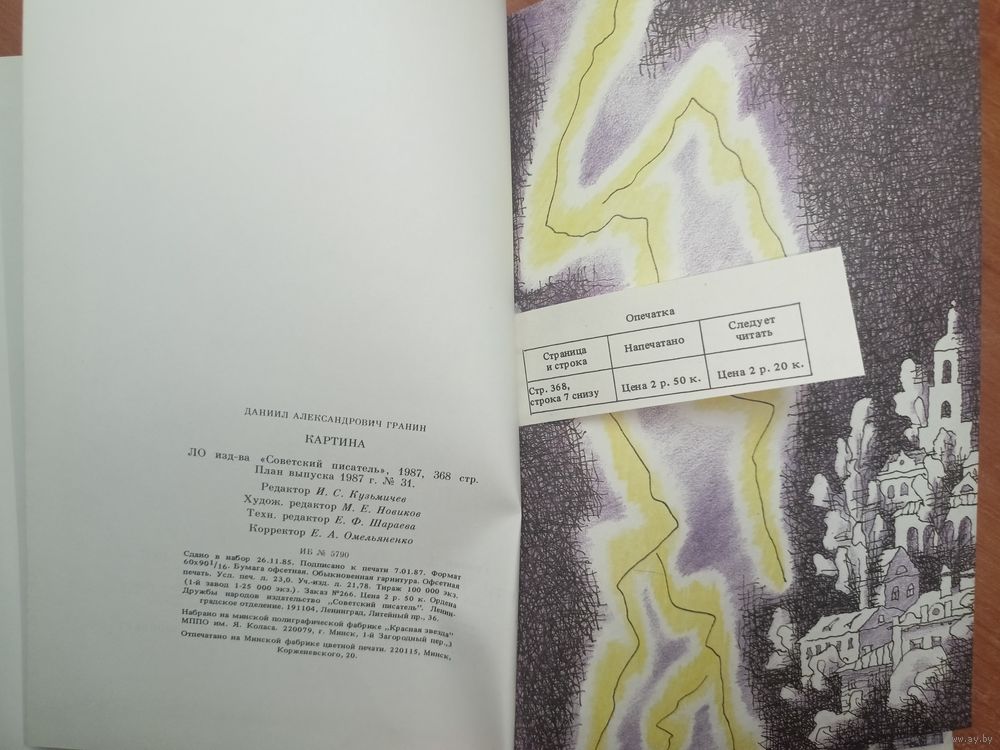 ДАНИИЛ АЛЕКСАНДРОВИЧ ГРАНИН
КАРТИНА
ЛО изд-ва «Советский писатель», 1987, 368 стр.
План выпуска 1987 г. № 31.
Редактор И. С. Кузьмичев
Худож. редактор М. Е. Новиков
Техн. редактор Е. Ф. Шараева
Корректор Е. А. Омельяненко
ИБ № 5790
Сдано в набор 26.11.85. Подписано к печати 7.01.87. Формат
60х90 1/16. Бумага офсетная. Обыкновенная гарнитура. Офсетная
печать. Усл. печ. л. 23,0. Уч.-изд. л. 21,78. Тираж 100 000 экз.
(1-й завод 1-25 000 экз.). Заказ №266. Цена 2 р. 50 к. Ордена
Дружбы народов издательство „Советский писатель". Ленин-
градское отделение. 191104, Ленинград, Литейный пр., 36.
Набрано на минской полиграфической фабрике „Красная звезда"
МППО им. Я. Коласа. 220079, г. Минск, 1-й Загородный пер.,3
Отпечатано на Минской фабрике цветной печати. 220115, Минск,
Корженевского, 20.
Опечатка
Страница
и строка
Напечатано
Следует
читать
Стр. 368,
строка 7 снизу
Цена 2 р. 50 к.
Цена 2 р. 20 к.
www.ay.by